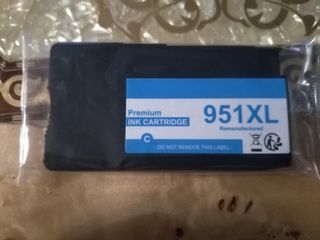 Premium
INK CARTRIDGE
951XL
Remanufactured
C
- DO NOT REMOVE THIS LABEL -